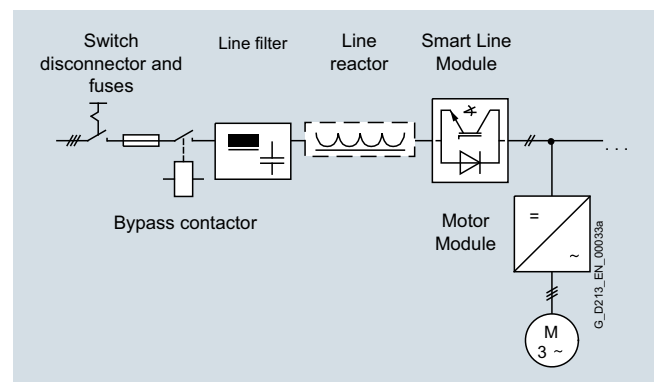 Switch
disconnector and
fuses
Line filter
Line
reactor
Smart Line
Module
. . .
Bypass contactor
Motor
Module
=
~
G_D213_EN_00033a
M
3 ~